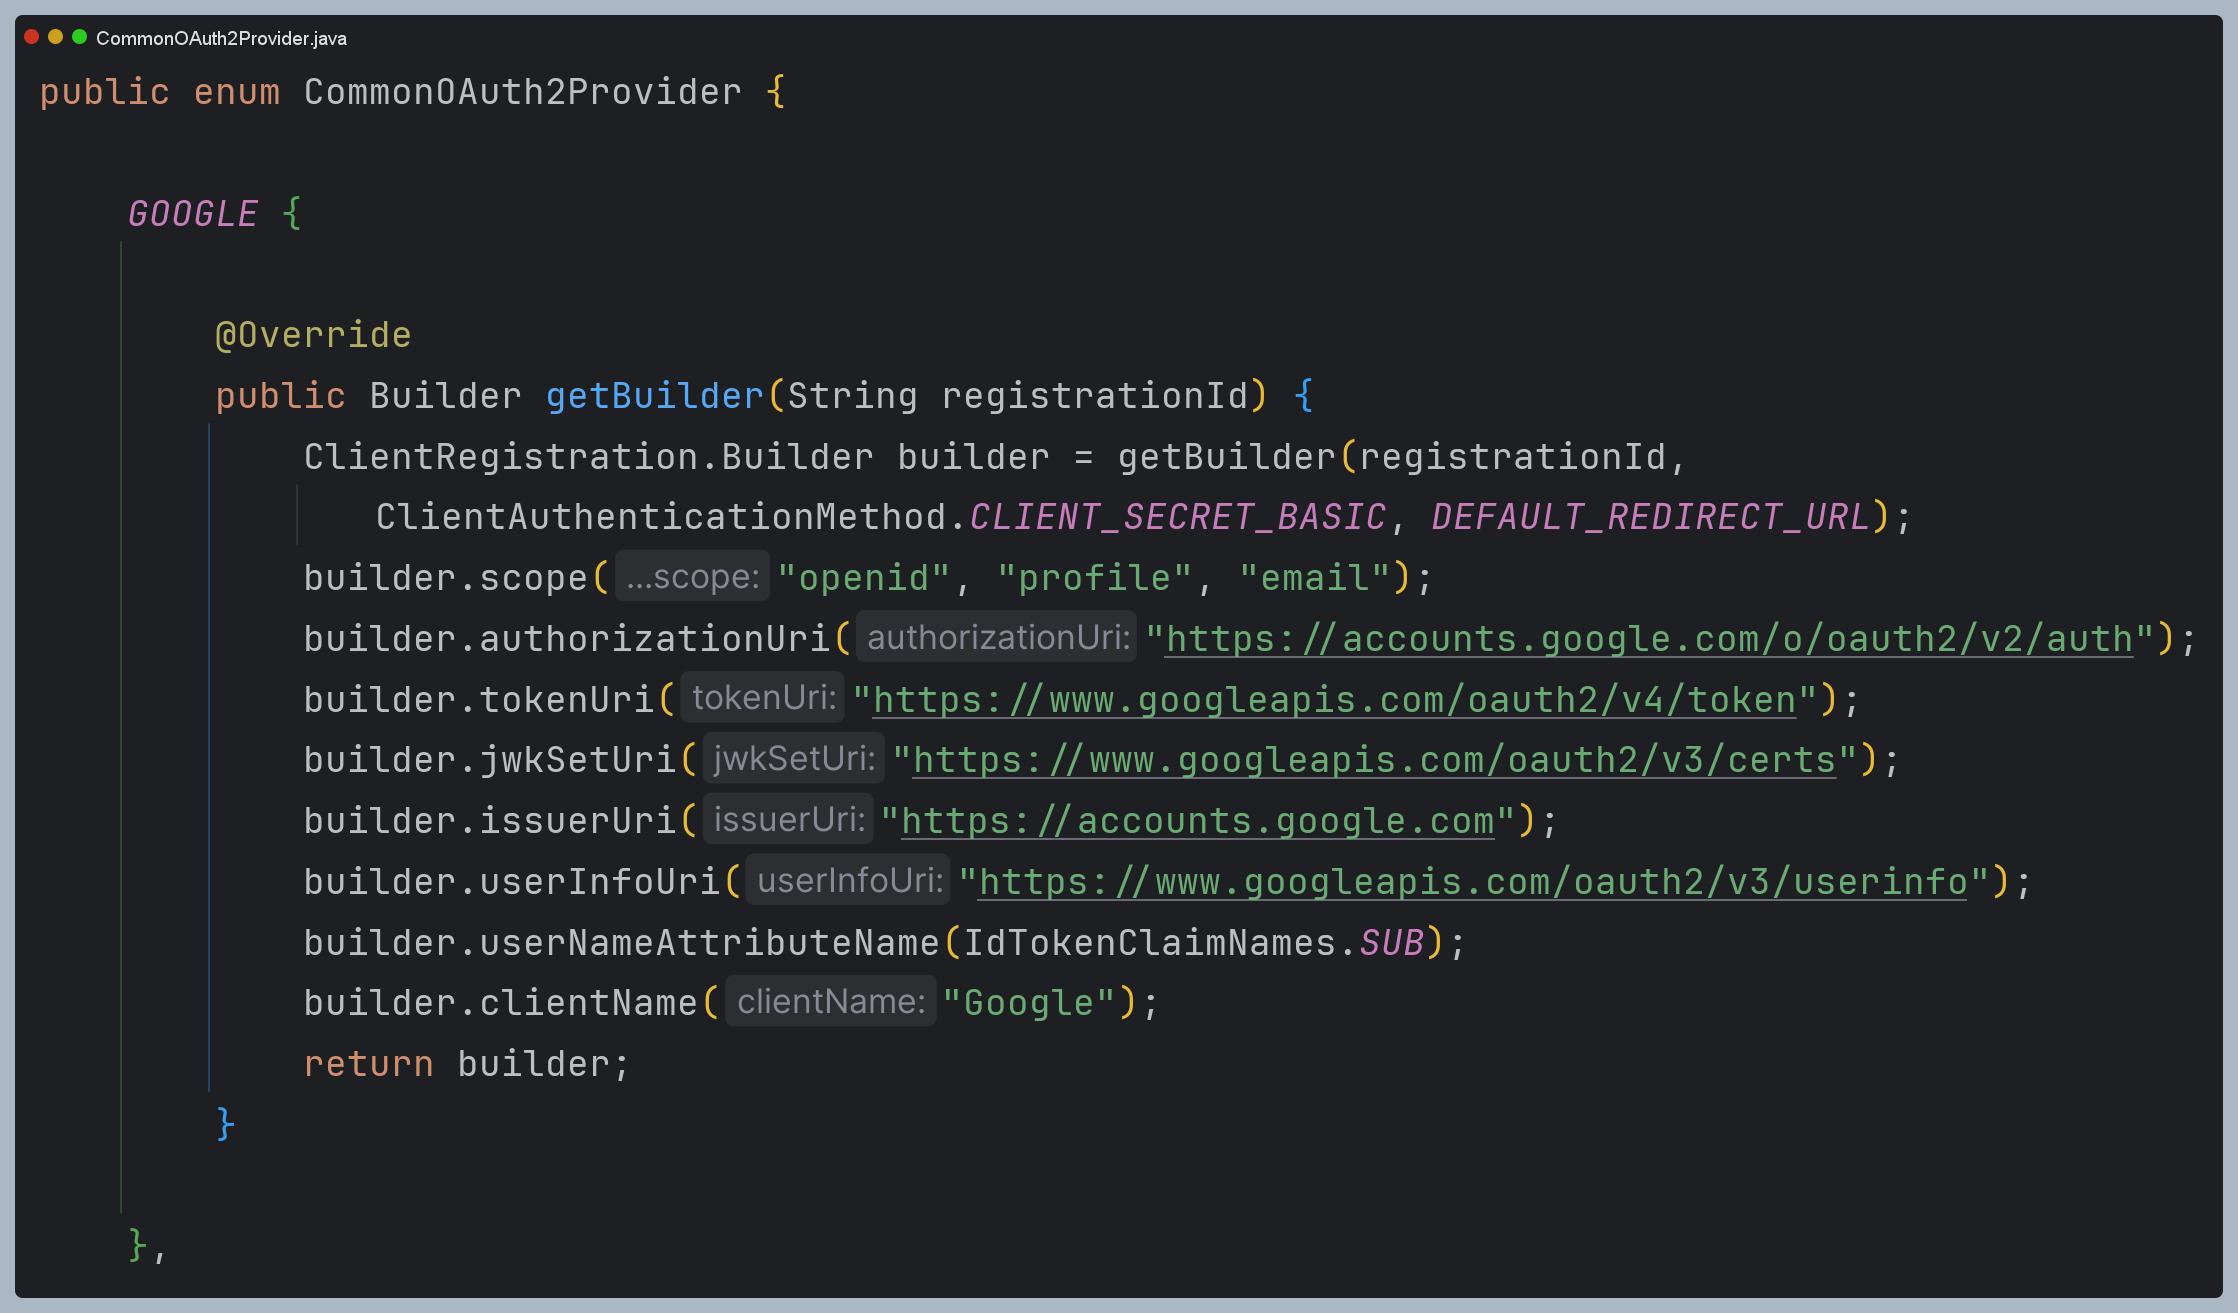 CommonOAuth2Provider.java
public enum CommonOAuth2Provider {
GOOGLE {
@Override
public Builder getBuilder(String registrationId) {
ClientRegistration.Builder builder = getBuilder(registrationId,
ClientAuthenticationMethod.CLIENT_SECRET_BASIC, DEFAULT_REDIRECT_URL);
builder.scope( ...scope: "openid", "profile", "email");
builder.authorizationUri( authorizationUri: "https://accounts.google.com/o/oauth2/v2/auth");
builder.tokenUri( tokenUri: "https://www.googleapis.com/oauth2/v4/token");
builder.jwkSetUri( jwkSetUri: "https://www.googleapis.com/oauth2/v3/certs");
builder.issuerUri( issuerUri: "https://accounts.google.com");
builder.userInfoUri( userInfoUri: "https://www.googleapis.com/oauth2/v3/userinfo");
builder.userNameAttributeName(IdTokenClaimNames.SUB);
builder.clientName( clientName: "Google");
return builder;
}
},